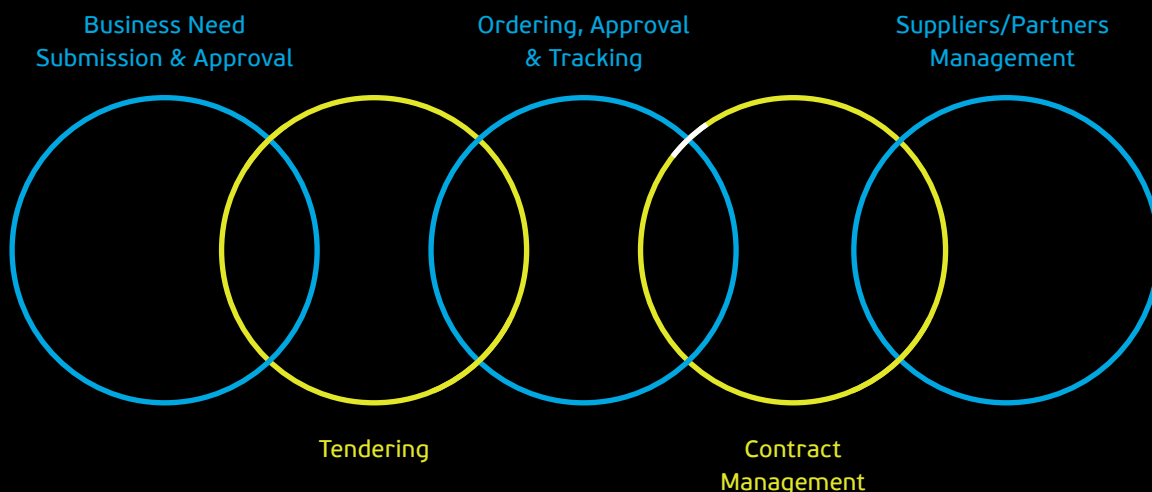 Business Need
Submission & Approval
Ordering, Approval
& Tracking
Suppliers/Partners
Management
Tendering
Contract
Management